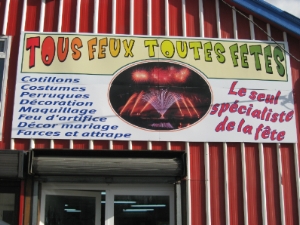 TOUS FEUX TOUTES FETES
Cotillons
Costumes
Perruques
Décoration
Maquillage
Feu d'artifice
Décor mariage
Farces et attrape
Le seul
spécialiste
de la fête